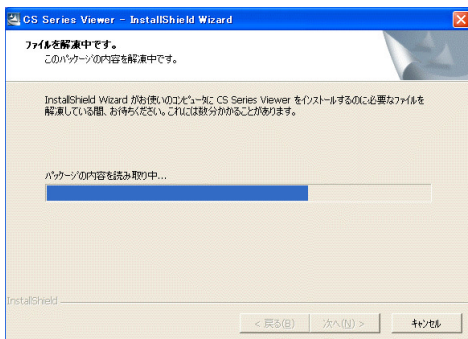 CS Series Viewer - InstallShield Wizard
ファイルを解凍中です。
このパッケージの内容を解凍中です。
InstallShield Wizard がお使いのコンピュータに CS Series Viewer をインストールするのに必要なファイルを
解凍している間、お待ちください。これには数分かかることがあります。
パッケージの内容を読み取り中...
InstallShield
< 戻る(B) 次へ(N) > キャンセル